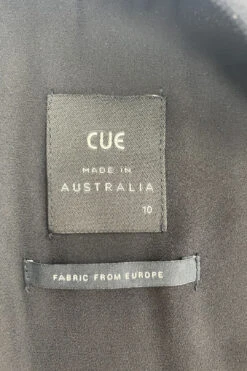 CUE
MADE IN
AUSTRALIA
10
FABRIC FROM EUROPE